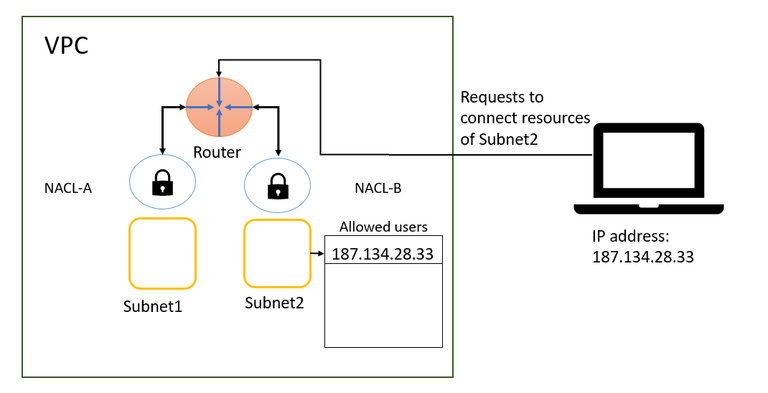 VPC
Requests to
connect resources
of Subnet2
Router
NACL-A
NACL-B
Allowed users
187.134.28.33
IP address:
187.134.28.33
Subnet1
Subnet2